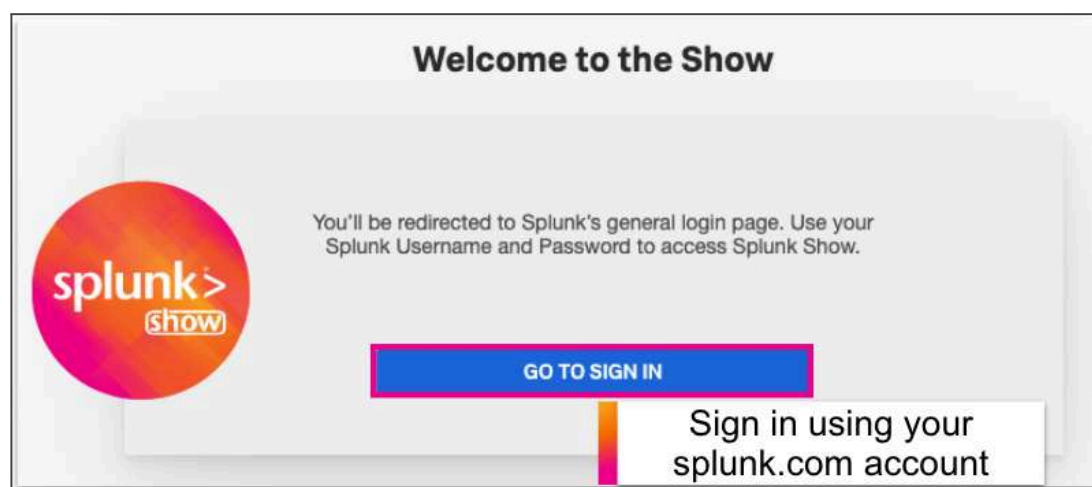 Welcome to the Show
You'll be redirected to Splunk's general login page. Use your
Splunk Username and Password to access Splunk Show.
splunk>
show
GO TO SIGN IN
Sign in using your
splunk.com account